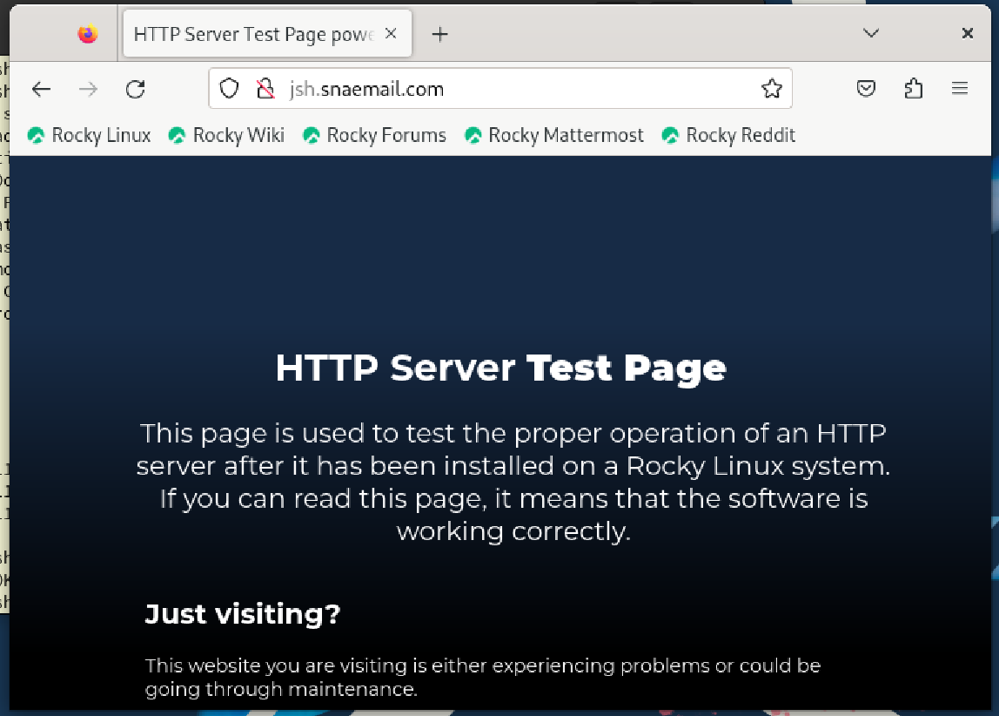 HTTP Server Test Page powe
jsh.snaemail.com
Rocky Linux Rocky Wiki Rocky Forums Rocky Mattermost Rocky Reddit
HTTP Server Test Page
This page is used to test the proper operation of an HTTP
server after it has been installed on a Rocky Linux system.
If you can read this page, it means that the software is
working correctly.
Just visiting?
This website you are visiting is either experiencing problems or could be
going through maintenance.